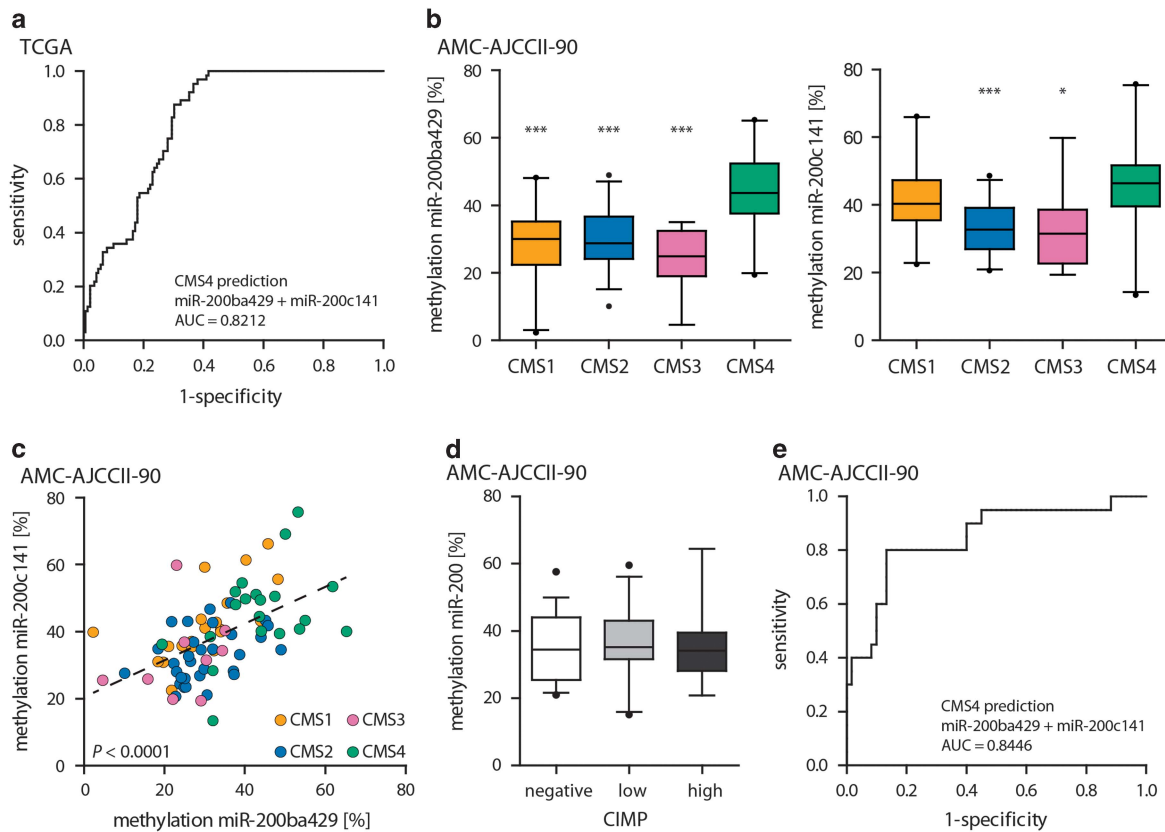 a
TCGA
sensitivity
1.0
0.8
0.6
0.4
0.2
0.0
0.0 0.2 0.4 0.6 0.8 1.0
1-specificity
CMS4 prediction
miR-200ba429 + miR-200c141
AUC = 0.8212
b
AMC-AJCCII-90
methylation miR-200ba429 [%]
80
60
40
20
0
*** *** ***
CMS1 CMS2 CMS3 CMS4
methylation miR-200c141 [%]
80
60
40
20
0
*** *
CMS1 CMS2 CMS3 CMS4
c
AMC-AJCCII-90
methylation miR-200c141 [%]
80
60
40
20
0
0 20 40 60 80
methylation miR-200ba429 [%]
P < 0.0001
CMS1 CMS3
CMS2 CMS4
d
AMC-AJCCII-90
methylation miR-200 [%]
80
60
40
20
0
negative low high
CIMP
e
AMC-AJCCII-90
sensitivity
1.0
0.8
0.6
0.4
0.2
0.0
0.0 0.2 0.4 0.6 0.8 1.0
1-specificity
CMS4 prediction
miR-200ba429 + miR-200c141
AUC = 0.8446